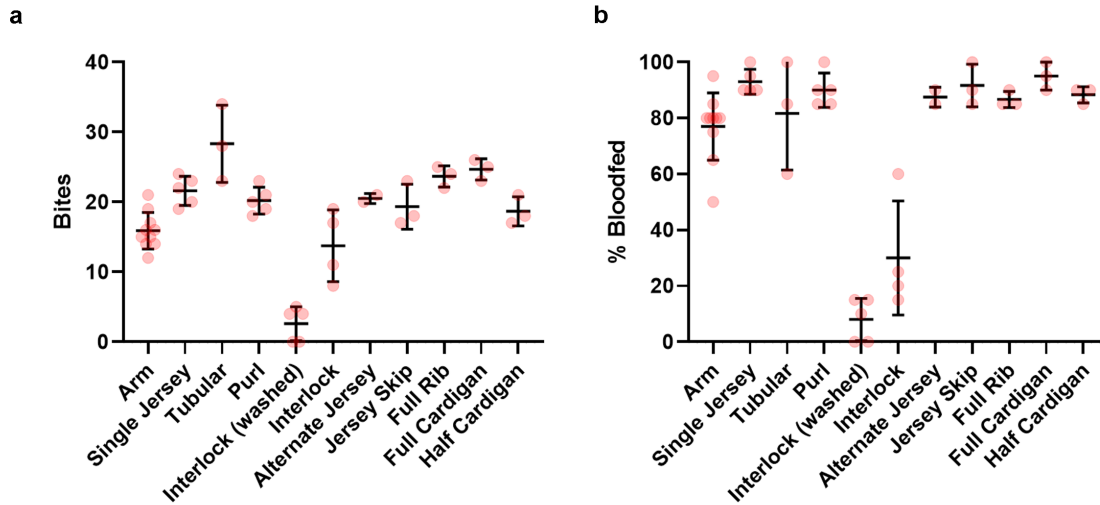 a
Bites
40
30
20
10
0
Arm
Single Jersey
Tubular
Purl
Interlock (washed)
Interlock
Alternate Jersey
Jersey Skip
Full Rib
Full Cardigan
Half Cardigan
b
% Bloodfed
100
80
60
40
20
0
Arm
Single Jersey
Tubular
Purl
Interlock (washed)
Interlock
Alternate Jersey
Jersey Skip
Full Rib
Full Cardigan
Half Cardigan